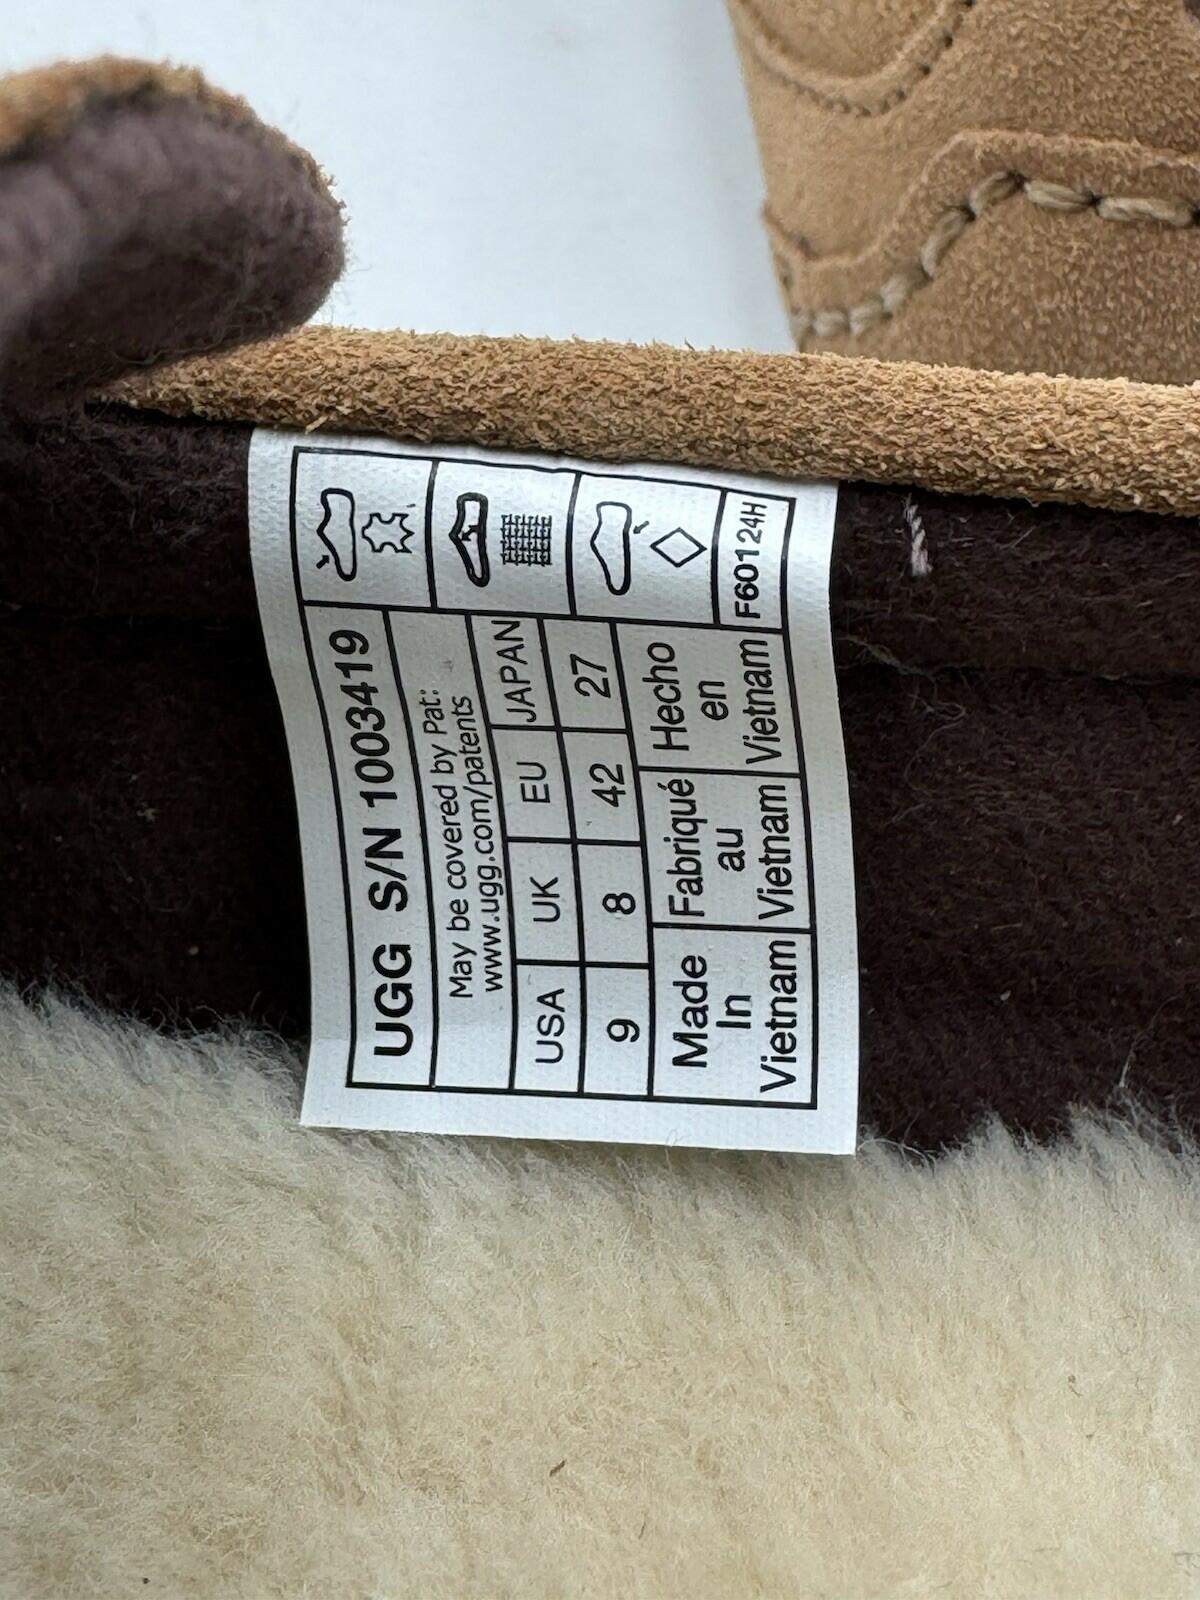 UGG S/N 1003419
May be covered by Pat:
www.ugg.com/patents
USA UK EU JAPAN
9 8 42 27
Made In Vietnam
Fabriqué au Vietnam
Hecho en Vietnam
F60124H